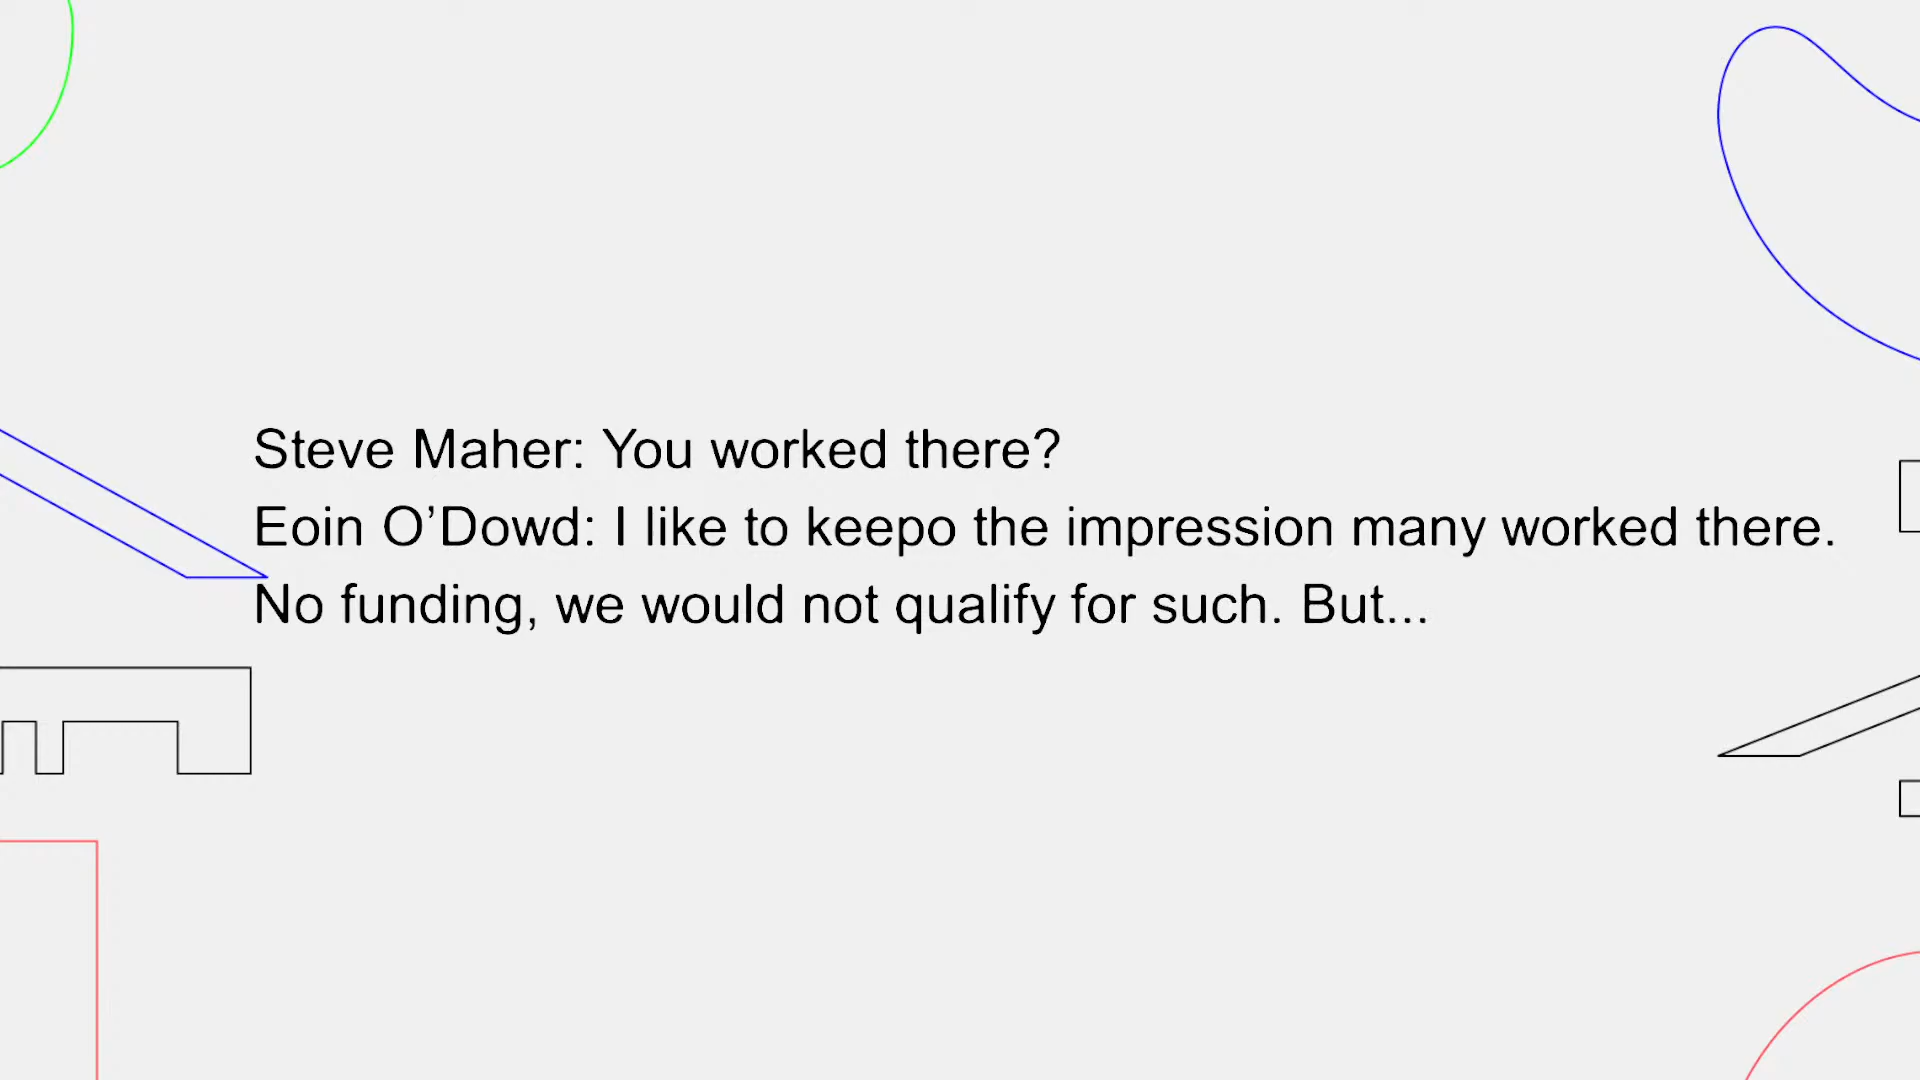 Steve Maher: You worked there?
Eoin O’Dowd: I like to keepo the impression many worked there.
No funding, we would not qualify for such. But...